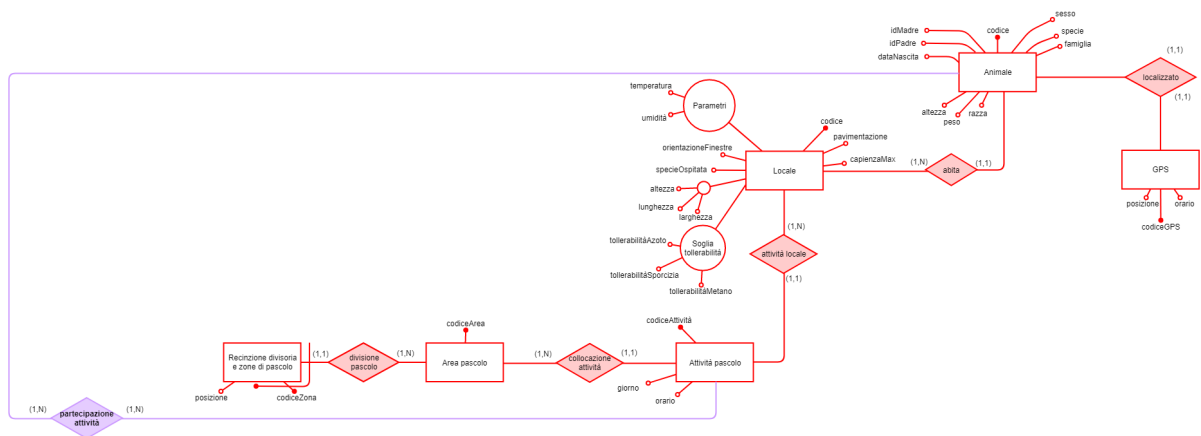 sesso
idMadre
codice
specie
idPadre
famiglia
(1,1)
dataNascita
Animale
localizzato
temperatura
Parametri
(1,1)
altezza
razza
peso
umidità
codice
pavimentazione
orientazioneFinestre
capienzaMax
(1,N)
(1,1)
specieOspitata
Locale
abita
GPS
altezza
lunghezza
larghezza
posizione
orario
codiceGPS
(1,N)
tollerabilitàAzoto
Soglia
tollerabilità
attività locale
tollerabilitàSporcizia
(1,1)
tollerabilitàMetano
codiceArea
codiceAttività
Recinzione divisoria
e zone di pascolo
(1,1)
divisione
pascolo
(1,N)
Area pascolo
(1,N)
collocazione
attività
(1,1)
Attività pascolo
giorno
orario
posizione
codiceZona
(1,N)
partecipazione
attività
(1,N)